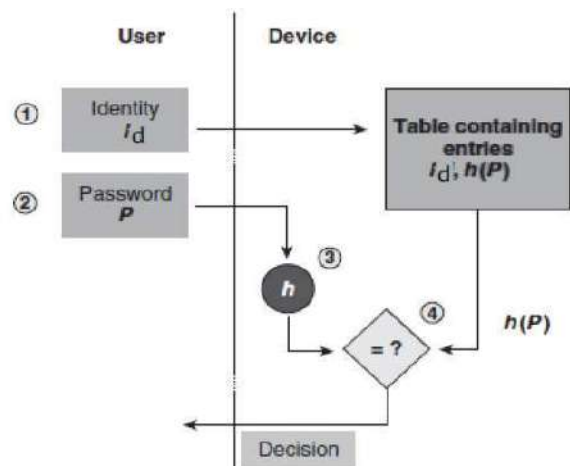 User
Device
①
Identity
id
Table containing
entries
id, h(P)
②
Password
P
③
h
④
= ?
h(P)
Decision